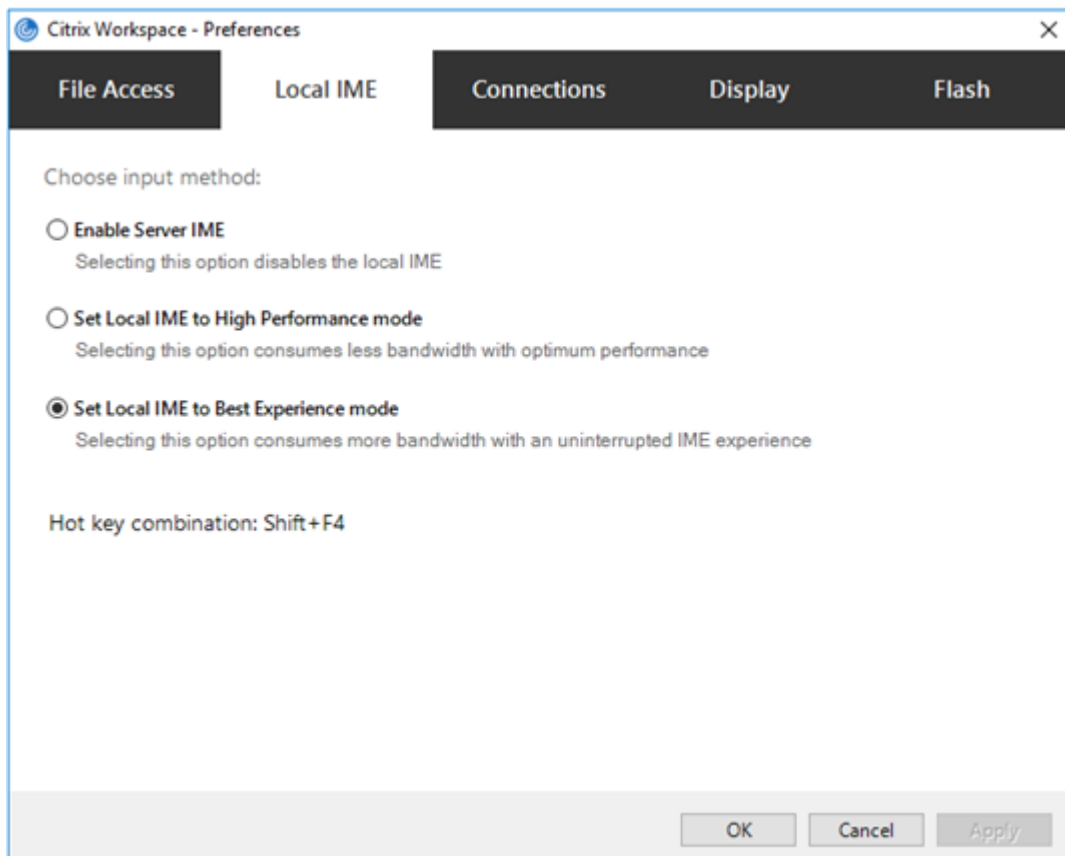 Citrix Workspace - Preferences
File Access Local IME Connections Display Flash
Choose input method:
Enable Server IME
Selecting this option disables the local IME
Set Local IME to High Performance mode
Selecting this option consumes less bandwidth with optimum performance
Set Local IME to Best Experience mode
Selecting this option consumes more bandwidth with an uninterrupted IME experience
Hot key combination: Shift+F4
OK Cancel Apply